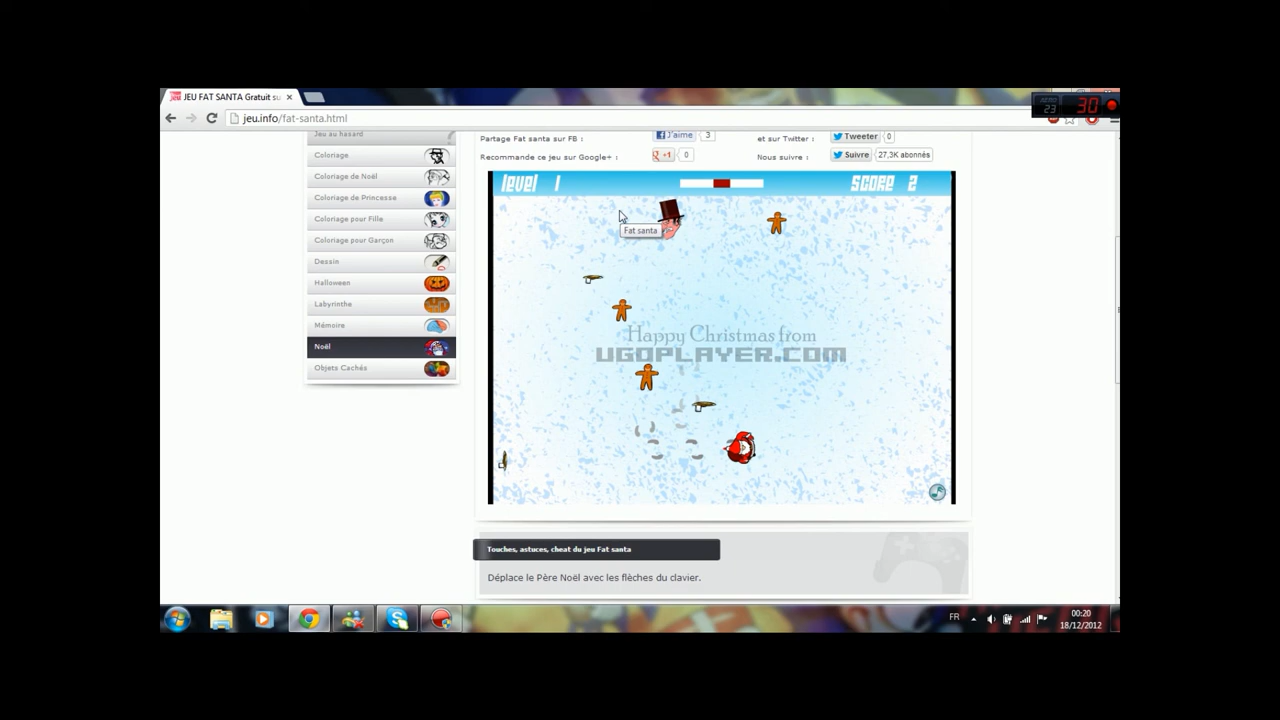 JEU FAT SANTA Gratuit su
jeu.info/fat-santa.html
30
23
Jeu au hasard
Coloriage
Coloriage de Noël
Coloriage de Princesse
Coloriage pour Fille
Coloriage pour Garçon
Dessin
Halloween
Labyrinthe
Mémoire
Noël
Objets Cachés
Partage Fat santa sur FB : J'aime 3 et sur Twitter : Tweeter 0
Recommande ce jeu sur Google+ : +1 0 Nous suivre : Suivre 27,3K abonnés
level 1 SCORE 2
Fat santa
Happy Christmas from
UGOPLAYER.COM
Touches, astuces, cheat du jeu Fat santa
Déplace le Père Noël avec les flèches du clavier.
FR 00:20
18/12/2012